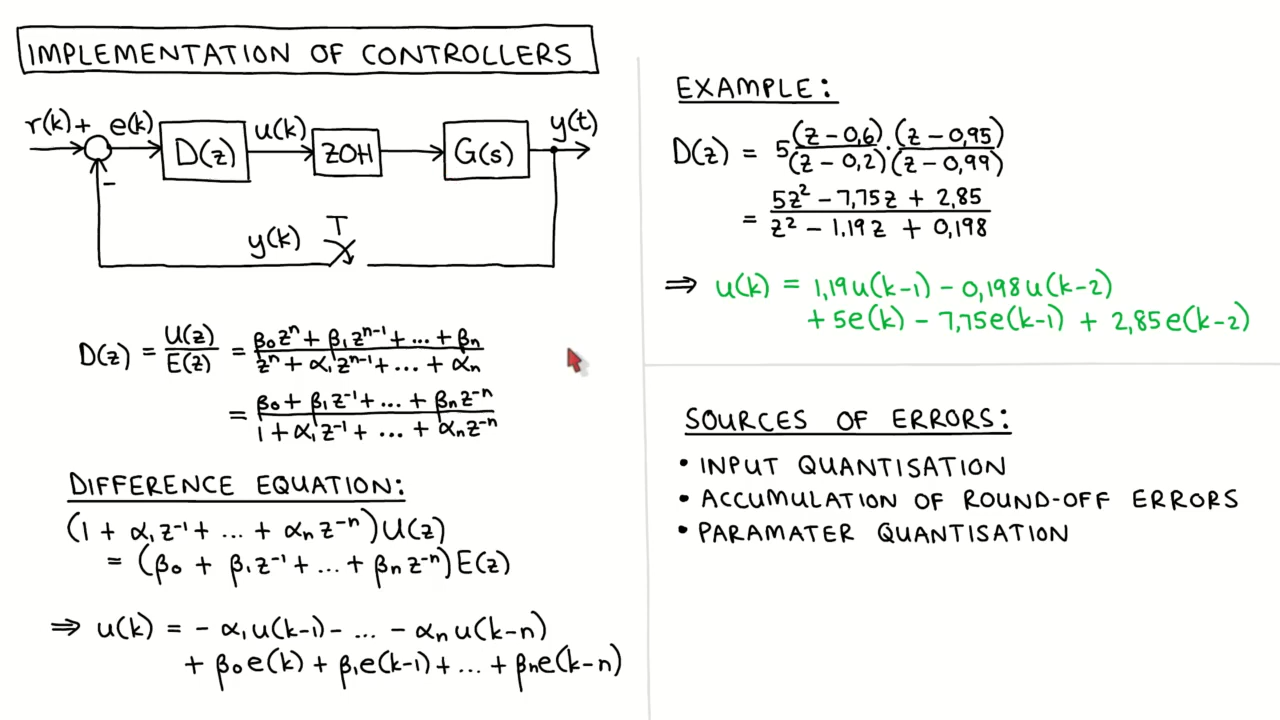 IMPLEMENTATION OF CONTROLLERS
r(k) + e(k) D(z) u(k) ZOH G(s) y(t)
-
y(k) T
D(z) = U(z)/E(z) = (β₀zⁿ + β₁zⁿ⁻¹ + ... + βₙ)/(zⁿ + α₁zⁿ⁻¹ + ... + αₙ)
= (β₀ + β₁z⁻¹ + ... + βₙz⁻ⁿ)/(1 + α₁z⁻¹ + ... + αₙz⁻ⁿ)
DIFFERENCE EQUATION:
(1 + α₁z⁻¹ + ... + αₙz⁻ⁿ)U(z)
= (β₀ + β₁z⁻¹ + ... + βₙz⁻ⁿ)E(z)
⇒ u(k) = - α₁u(k-1) - ... - αₙu(k-n)
+ β₀e(k) + β₁e(k-1) + ... + βₙe(k-n)
EXAMPLE:
D(z) = 5 (z - 0,6)/(z - 0,2) · (z - 0,95)/(z - 0,99)
= (5z² - 7,75z + 2,85)/(z² - 1.19z + 0,198)
⇒ u(k) = 1,19u(k-1) - 0,198u(k-2)
+ 5e(k) - 7,75e(k-1) + 2,85e(k-2)
SOURCES OF ERRORS:
• INPUT QUANTISATION
• ACCUMULATION OF ROUND-OFF ERRORS
• PARAMATER QUANTISATION